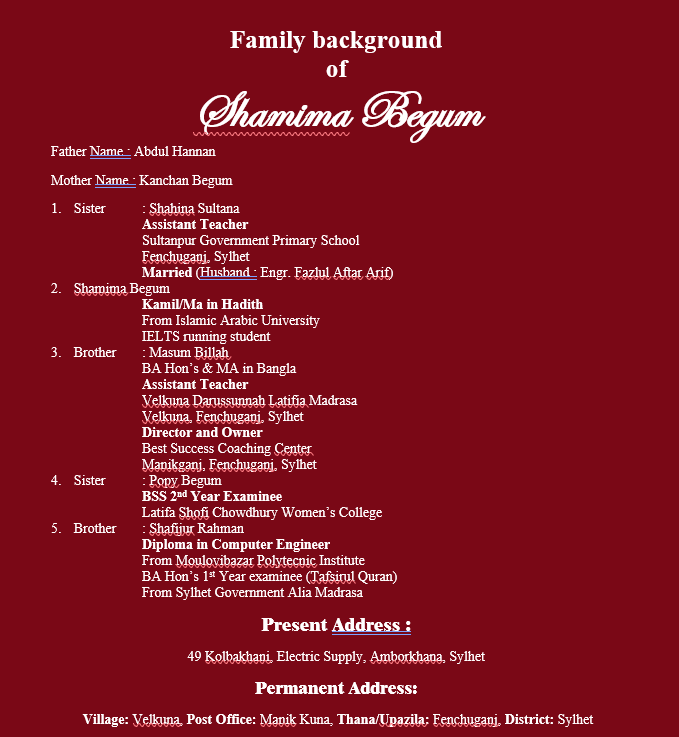 Family background
of
Shamima Begum
Father Name : Abdul Hannan
Mother Name : Kanchan Begum
1. Sister : Shahina Sultana
Assistant Teacher
Sultanpur Government Primary School
Fenchuganj, Sylhet
Married (Husband : Engr. Fazlul Aftar Arif)
2. Shamima Begum
Kamil/Ma in Hadith
From Islamic Arabic University
IELTS running student
3. Brother : Masum Billah
BA Hon’s & MA in Bangla
Assistant Teacher
Velkuna Darussunnah Latifia Madrasa
Velkuna, Fenchuganj, Sylhet
Director and Owner
Best Success Coaching Center
Manikganj, Fenchuganj, Sylhet
4. Sister : Popy Begum
BSS 2nd Year Examinee
Latifa Shofi Chowdhury Women’s College
5. Brother : Shafijur Rahman
Diploma in Computer Engineer
From Moulovibazar Polytecnic Institute
BA Hon’s 1st Year examinee (Tafsirul Quran)
From Sylhet Government Alia Madrasa
Present Address :
49 Kolbakhani, Electric Supply, Amborkhana, Sylhet
Permanent Address:
Village: Velkuna, Post Office: Manik Kuna, Thana/Upazila: Fenchuganj, District: Sylhet